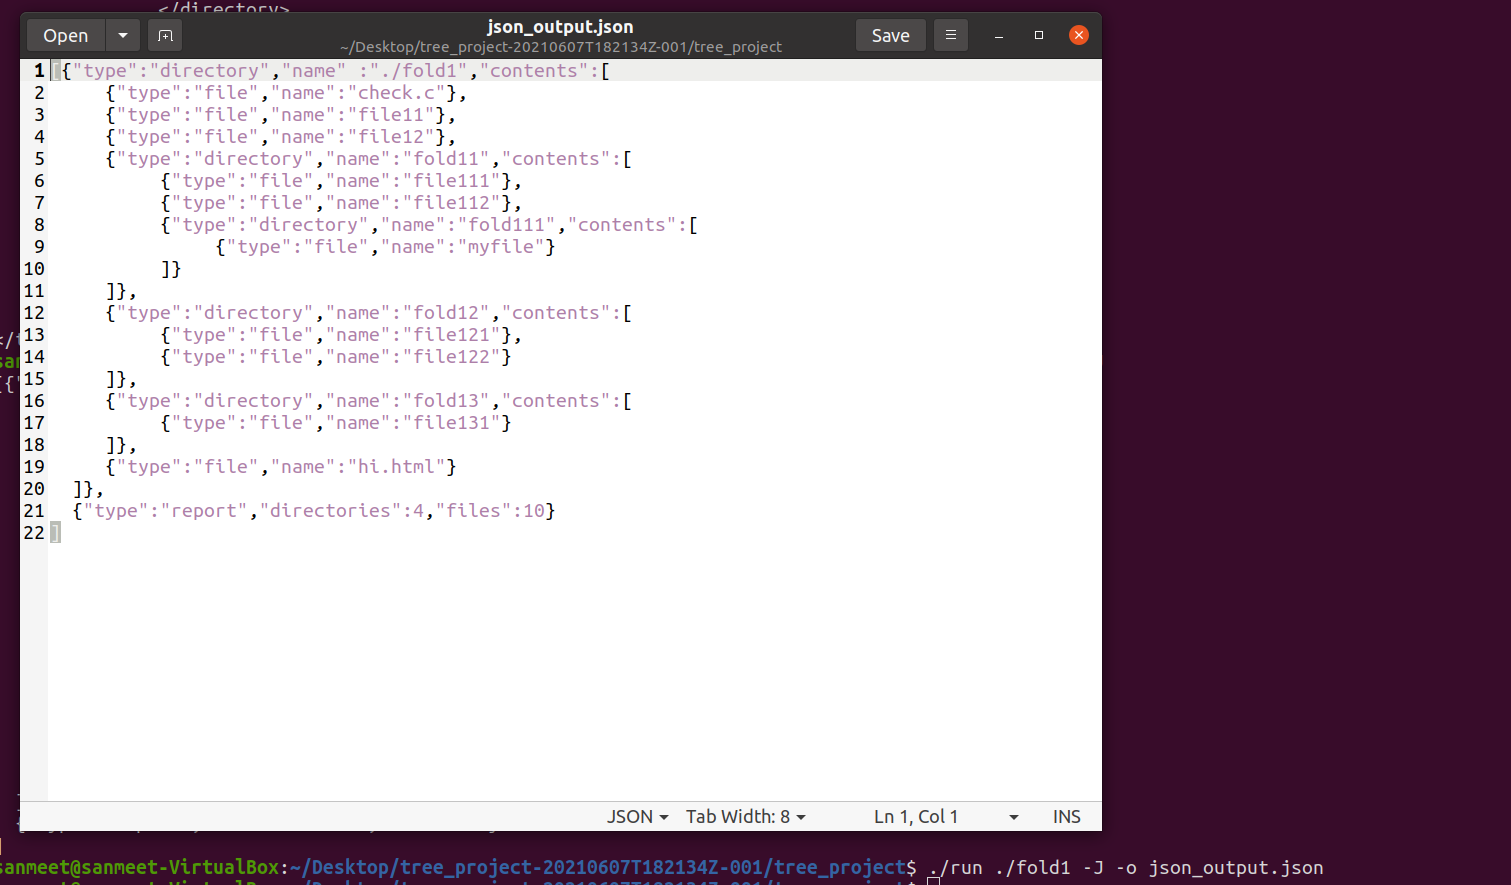 </directory>
json_output.json
Open
~/Desktop/tree_project-20210607T182134Z-001/tree_project
Save
1 [{"type":"directory","name" :"./fold1","contents":[
2 {"type":"file","name":"check.c"},
3 {"type":"file","name":"file11"},
4 {"type":"file","name":"file12"},
5 {"type":"directory","name":"fold11","contents":[
6 {"type":"file","name":"file111"},
7 {"type":"file","name":"file112"},
8 {"type":"directory","name":"fold111","contents":[
9 {"type":"file","name":"myfile"}
10 ]}
11 ]},
12 {"type":"directory","name":"fold12","contents":[
13 {"type":"file","name":"file121"},
14 {"type":"file","name":"file122"}
15 ]},
16 {"type":"directory","name":"fold13","contents":[
17 {"type":"file","name":"file131"}
18 ]},
19 {"type":"file","name":"hi.html"}
20 ]},
21 {"type":"report","directories":4,"files":10}
22 ]
JSON Tab Width: 8 Ln 1, Col 1 INS
sanmeet@sanmeet-VirtualBox:~/Desktop/tree_project-20210607T182134Z-001/tree_project$ ./run ./fold1 -J -o json_output.json